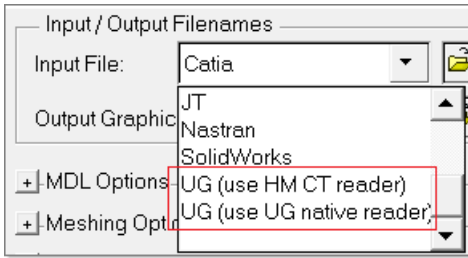 Input / Output Filenames
Input File:
Catia
Output Graphic
JT
Nastran
SolidWorks
MDL Options
UG (use HM CT reader)
UG (use UG native reader)
Meshing Opti